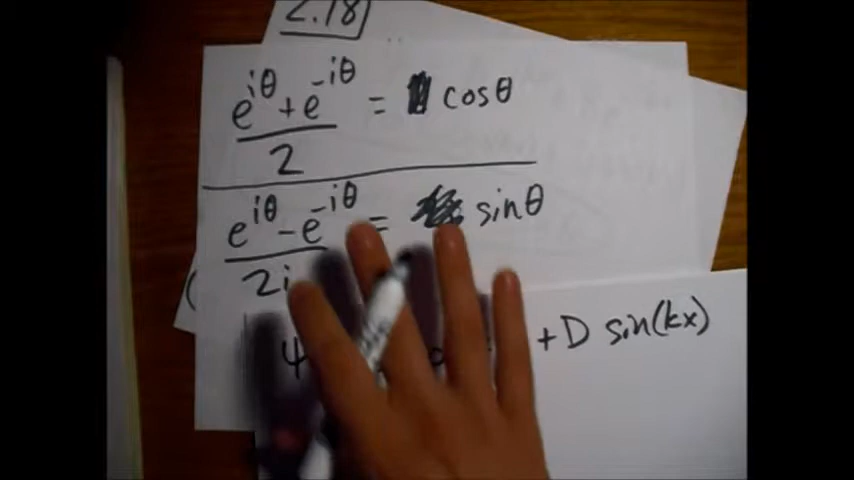 2.18
e^{iθ} + e^{-iθ} / 2 = cosθ
e^{iθ} - e^{-iθ} / 2i = sinθ
ψ + D sin(kx)